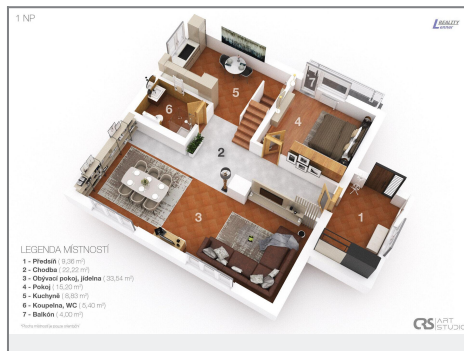 1 NP
REALITY
5
7
6
4
2
1
3
LEGENDA MÍSTNOSTÍ
1 - Předsíň ( 9,36 m²)
2 - Chodba ( 22,22 m²)
3 - Obývací pokoj, jídelna ( 33,54 m²)
4 - Pokoj ( 15,20 m²)
5 - Kuchyně ( 6,83 m²)
6 - Koupelna, WC ( 5,40 m²)
7 - Balkón ( 4,00 m²)
CRS ART
STUDIO